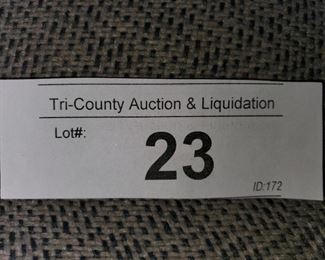 Tri-County Auction & Liquidation
Lot#: 23
ID:172